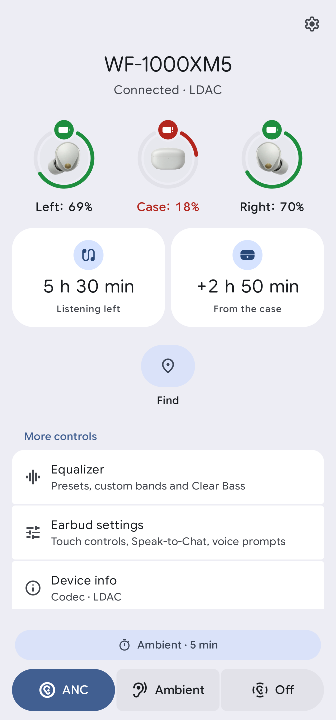 WF-1000XM5
Connected · LDAC
Left: 69%
Case: 18%
Right: 70%
5 h 30 min
Listening left
+2 h 50 min
From the case
Find
More controls
Equalizer
Presets, custom bands and Clear Bass
Earbud settings
Touch controls, Speak-to-Chat, voice prompts
Device info
Codec · LDAC
Ambient · 5 min
ANC
Ambient
Off